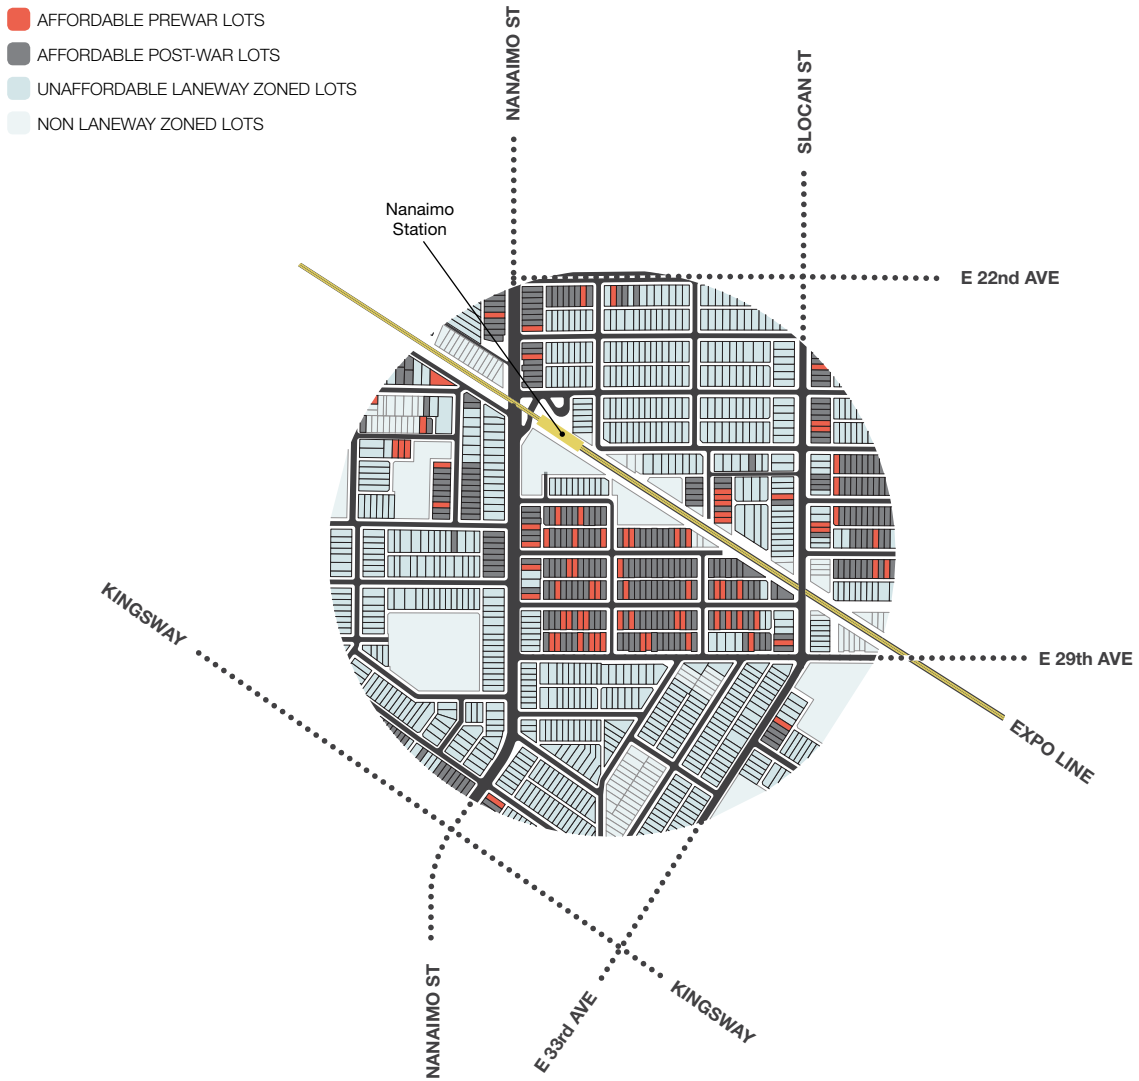 AFFORDABLE PREWAR LOTS
AFFORDABLE POST-WAR LOTS
UNAFFORDABLE LANEWAY ZONED LOTS
NON LANEWAY ZONED LOTS
NANAIMO ST
SLOCAN ST
Nanaimo
Station
E 22nd AVE
KINGSWAY
E 29th AVE
EXPO LINE
NANAIMO ST
E 33rd AVE
KINGSWAY